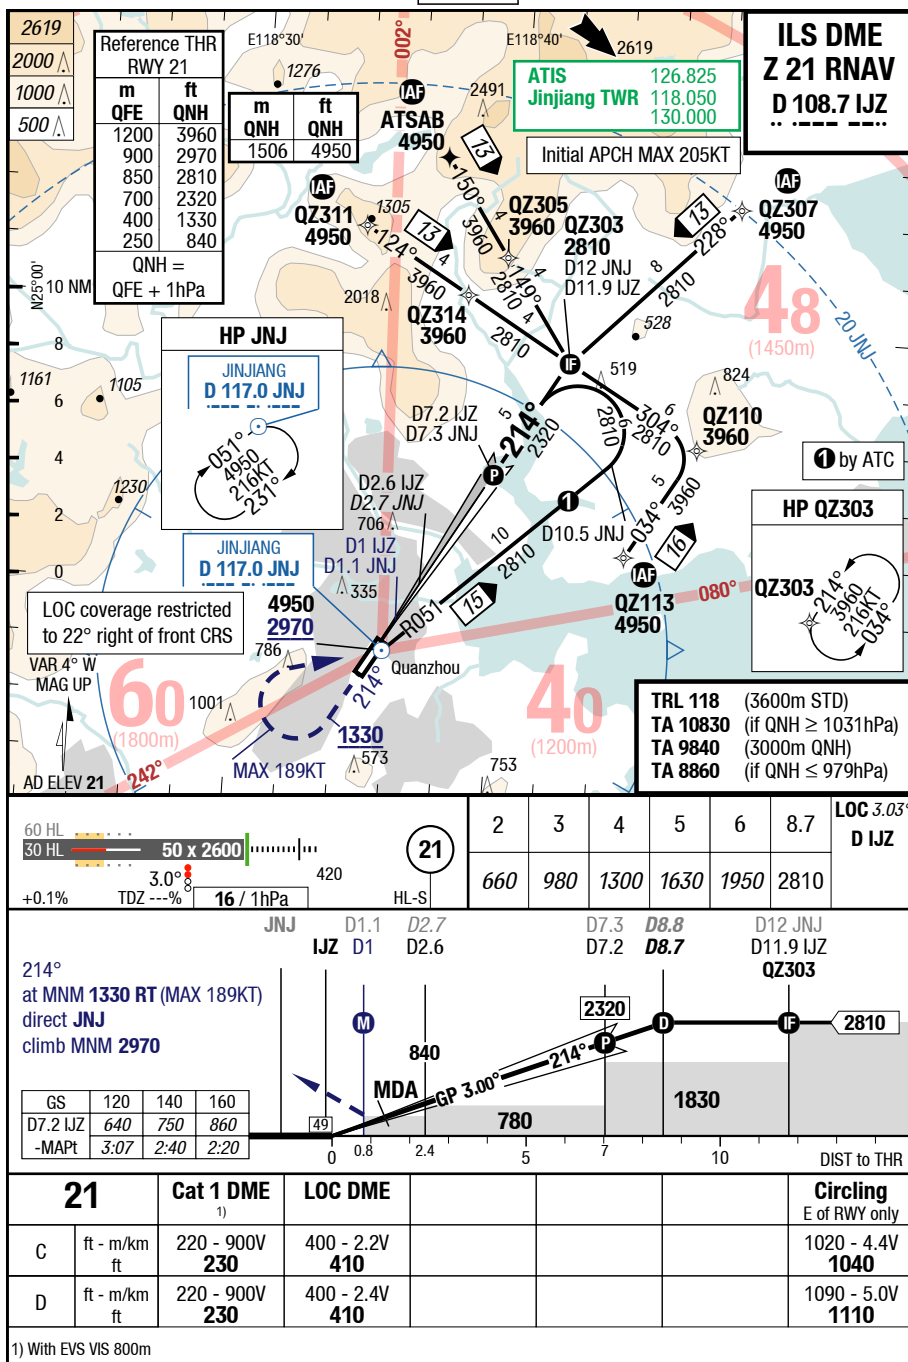 2619
2000
1000
500
Reference THR
RWY 21
m ft
QFE QNH
1200 3960
900 2970
850 2810
700 2320
400 1330
250 840
QNH =
QFE + 1hPa
m ft
QNH QNH
1506 4950
E118°30'
002°
E118°40'
2619
ILS DME
Z 21 RNAV
D 108.7 IJZ
ATIS 126.825
Jinjiang TWR 118.050
130.000
Initial APCH MAX 205KT
1276
IAF
ATSAB
4950
2491
13
150°
4
3960
IAF
QZ311
4950
1305
124°
13
4
3960
QZ305
3960
QZ303
2810
D12 JNJ
D11.9 IJZ
IAF
QZ307
4950
13
228°
8
2810
4
149°
2810
4
N25°00'
10 NM
8
6
4
2
0
2018
QZ314
3960
2810
528
48
(1450m)
20 JNJ
HP JNJ
JINJIANG
D 117.0 JNJ
051°
4950
216KT
231°
1161
1105
1230
IF
519
824
QZ110
3960
6
304°
2810
5
3960
034°
16
IAF
QZ113
4950
D7.2 IJZ
D7.3 JNJ
5
214°
2320
6
2810
P
D2.6 IJZ
D2.7 JNJ
706
D1 IJZ
D1.1 JNJ
1
D10.5 JNJ
10
2810
1 by ATC
HP QZ303
QZ303
214°
3960
216KT
034°
JINJIANG
D 117.0 JNJ
335
R051
15
080°
LOC coverage restricted
to 22° right of front CRS
4950
2970
786
Quanzhou
VAR 4° W
MAG UP
60
(1800m)
1001
214°
1330
573
MAX 189KT
242°
AD ELEV 21
40
(1200m)
753
TRL 118 (3600m STD)
TA 10830 (if QNH ≥ 1031hPa)
TA 9840 (3000m QNH)
TA 8860 (if QNH ≤ 979hPa)
60 HL
30 HL
50 x 2600
420
3.0°
+0.1%
TDZ ---%
16 / 1hPa
21
HL-S
2 3 4 5 6 8.7 LOC 3.03°
D IJZ
660 980 1300 1630 1950 2810
JNJ D1.1 D2.7 D7.3 D8.8 D12 JNJ
IJZ D1 D2.6 D7.2 D8.7 D11.9 IJZ
QZ303
214°
at MNM 1330 RT (MAX 189KT)
direct JNJ
climb MNM 2970
M
840
MDA
GP 3.00°
214°
2320
P
D
IF
2810
49
780
1830
GS 120 140 160
D7.2 IJZ 640 750 860
-MAPt 3:07 2:40 2:20
0 0.8 2.4 5 7 10 DIST to THR
21 Cat 1 DME LOC DME Circling
1) E of RWY only
C ft - m/km 220 - 900V 400 - 2.2V 1020 - 4.4V
ft 230 410 1040
D ft - m/km 220 - 900V 400 - 2.4V 1090 - 5.0V
ft 230 410 1110
1) With EVS VIS 800m